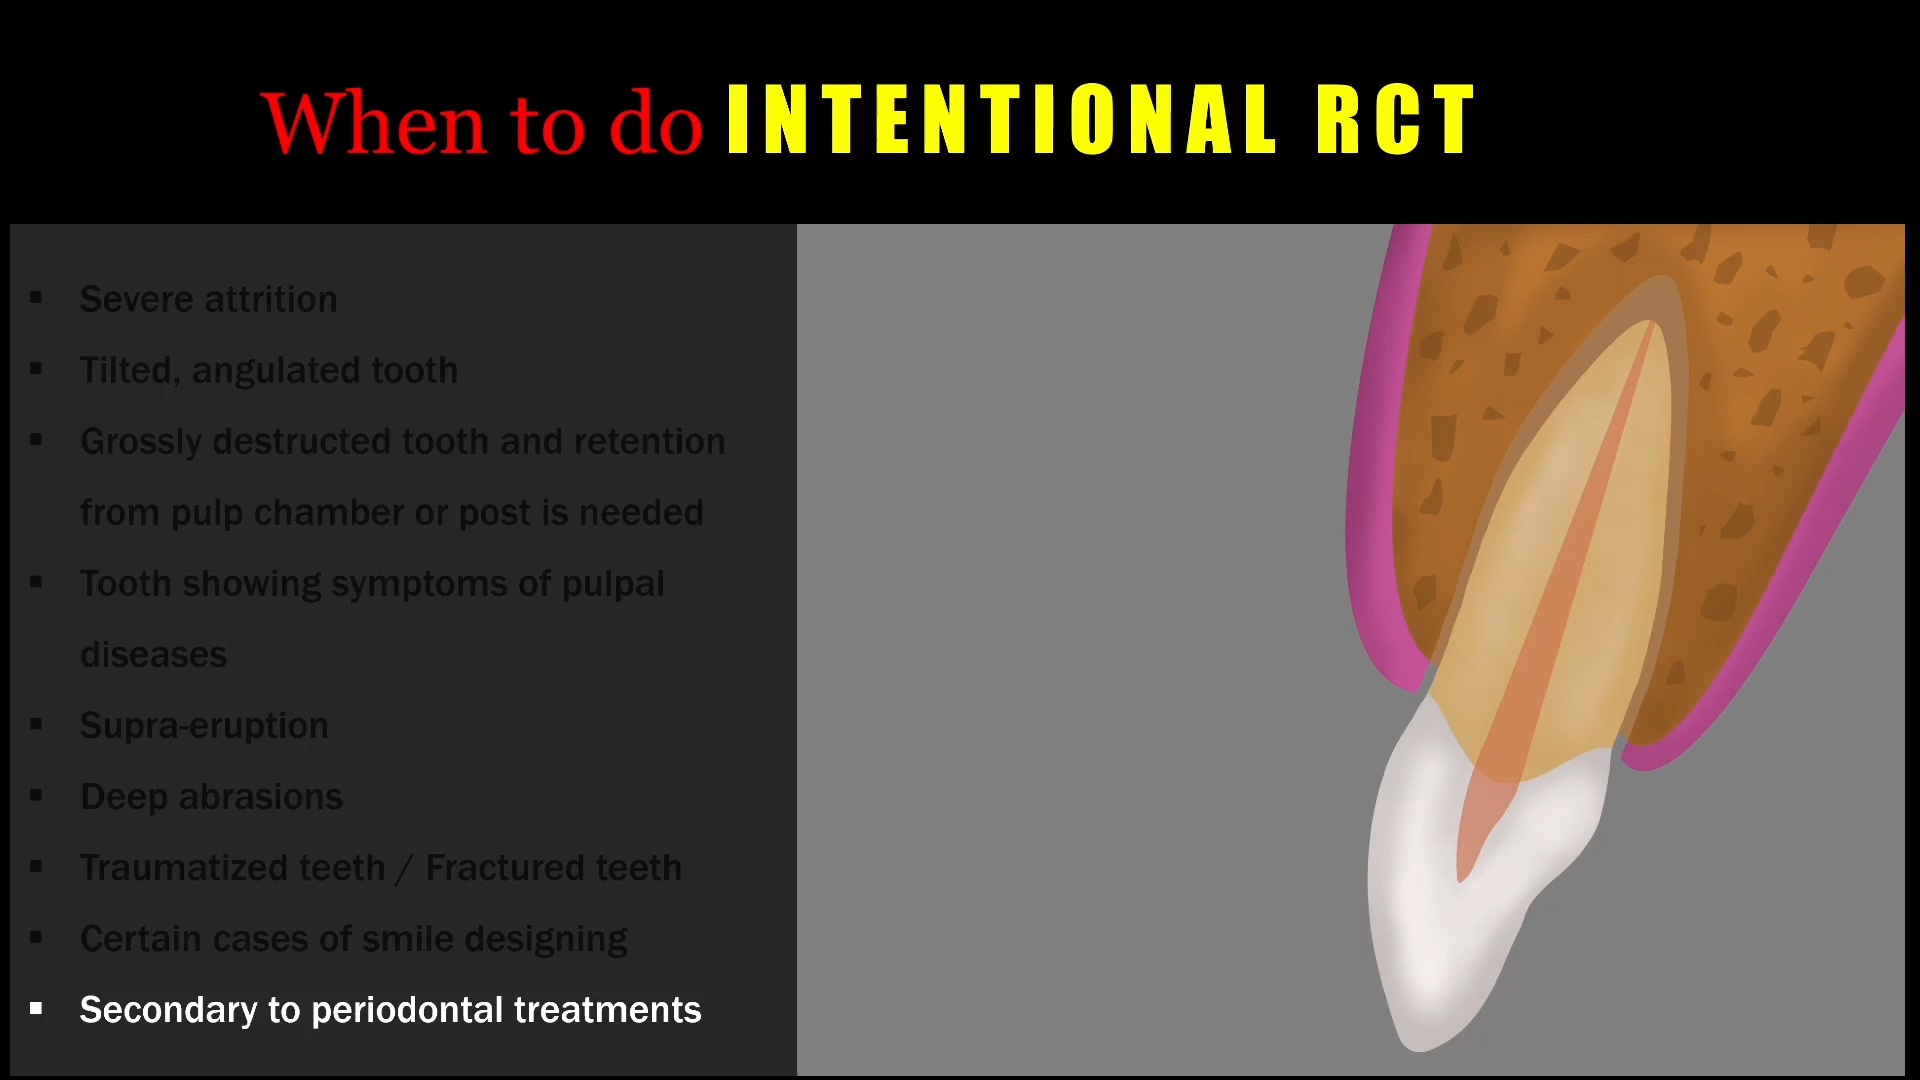 When to do INTENTIONAL RCT
▪ Severe attrition
▪ Tilted, angulated tooth
▪ Grossly destructed tooth and retention
from pulp chamber or post is needed
▪ Tooth showing symptoms of pulpal
diseases
▪ Supra-eruption
▪ Deep abrasions
▪ Traumatized teeth / Fractured teeth
▪ Certain cases of smile designing
▪ Secondary to periodontal treatments